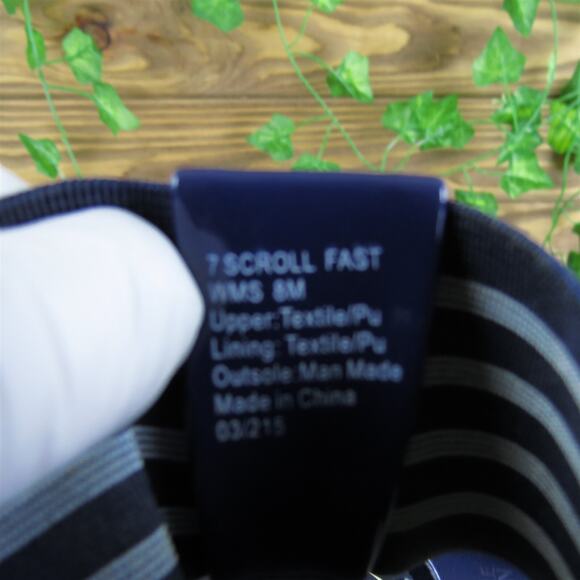 7 SCROLL FAST
WMS 8M
Upper:Textile/Pu
Lining: Textile/Pu
Outsole:Man Made
Made in China
03/215